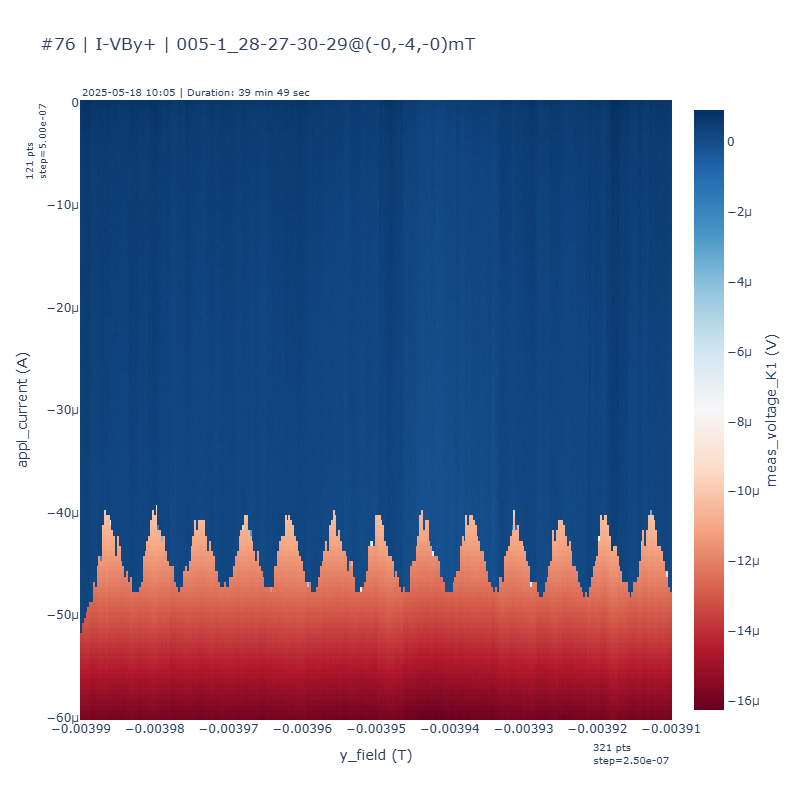 #76 | I-VBy+ | 005-1_28-27-30-29@(-0,-4,-0)mT
2025-05-18 10:05 | Duration: 39 min 49 sec
121 pts
step=5.00e-07
appl_current (A)
0
−10μ
−20μ
−30μ
−40μ
−50μ
−60μ
−0.00399
−0.00398
−0.00397
−0.00396
−0.00395
−0.00394
−0.00393
−0.00392
−0.00391
y_field (T)
321 pts
step=2.50e-07
0
−2μ
−4μ
−6μ
−8μ
−10μ
−12μ
−14μ
−16μ
meas_voltage_K1 (V)